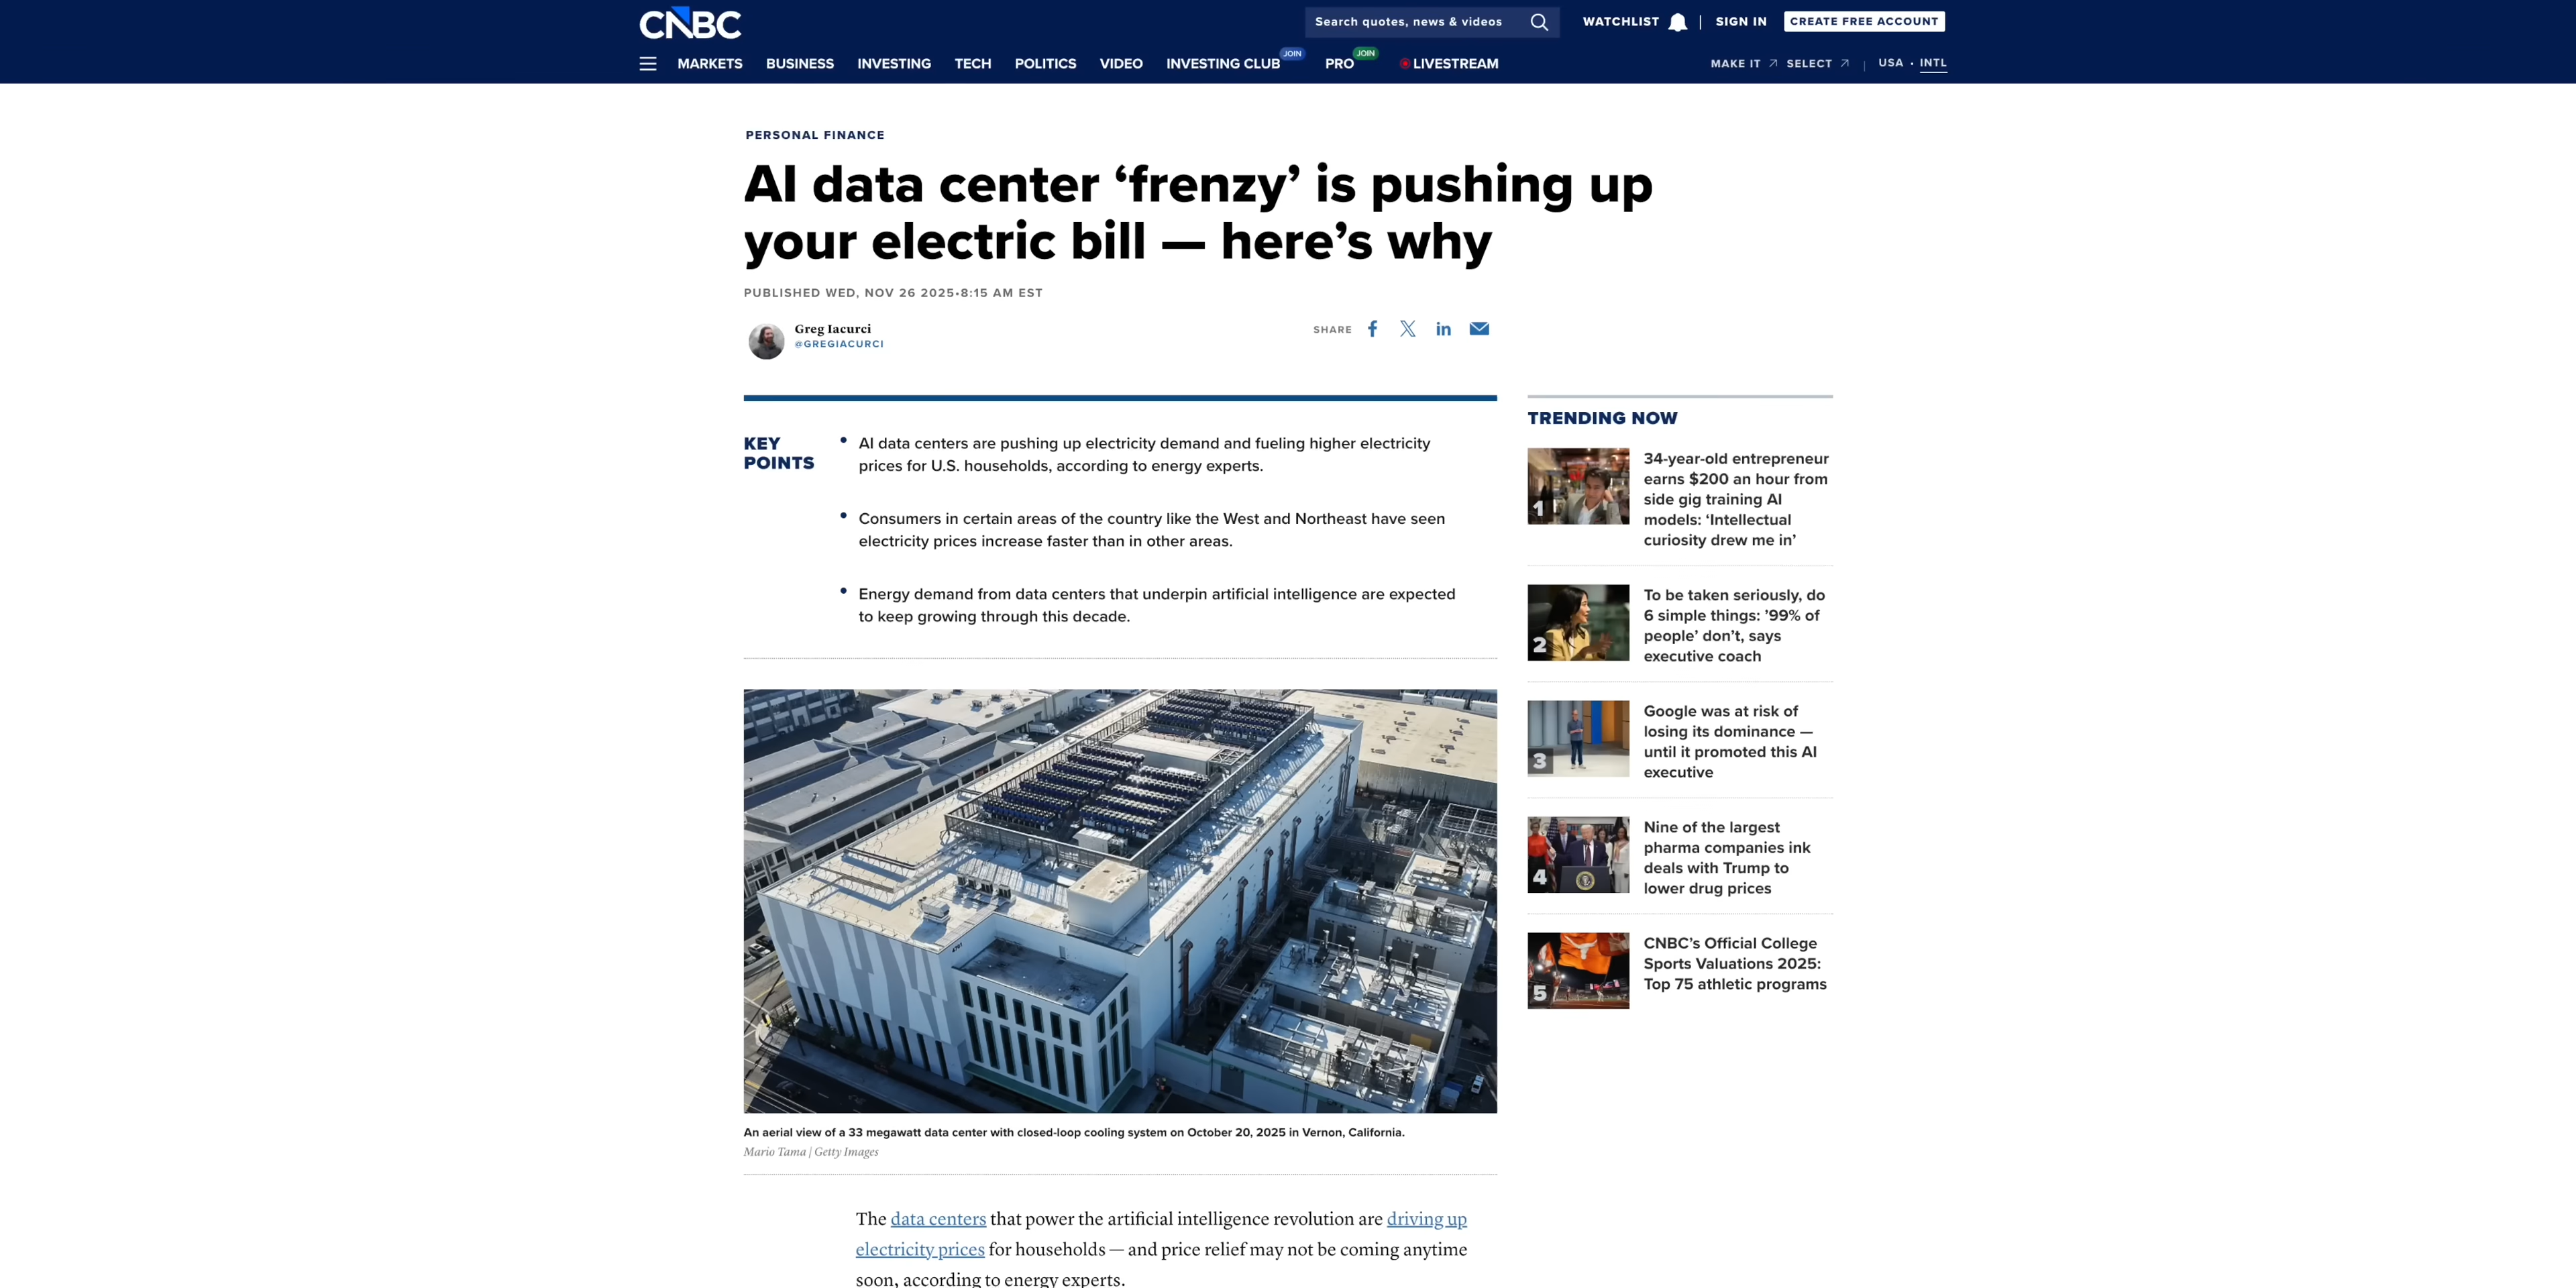 CNBC
Search quotes, news & videos
WATCHLIST
SIGN IN
CREATE FREE ACCOUNT
MARKETS
BUSINESS
INVESTING
TECH
POLITICS
VIDEO
INVESTING CLUB
JOIN
PRO
JOIN
LIVESTREAM
MAKE IT
SELECT
USA • INTL
PERSONAL FINANCE
AI data center ‘frenzy’ is pushing up
your electric bill — here’s why
PUBLISHED WED, NOV 26 2025•8:15 AM EST
Greg Iacurci
@GREGIACURCI
SHARE
KEY
POINTS
AI data centers are pushing up electricity demand and fueling higher electricity
prices for U.S. households, according to energy experts.
Consumers in certain areas of the country like the West and Northeast have seen
electricity prices increase faster than in other areas.
Energy demand from data centers that underpin artificial intelligence are expected
to keep growing through this decade.
An aerial view of a 33 megawatt data center with closed-loop cooling system on October 20, 2025 in Vernon, California.
Mario Tama | Getty Images
The data centers that power the artificial intelligence revolution are driving up
electricity prices for households — and price relief may not be coming anytime
soon, according to energy experts.
TRENDING NOW
1
34-year-old entrepreneur
earns $200 an hour from
side gig training AI
models: ‘Intellectual
curiosity drew me in’
2
To be taken seriously, do
6 simple things: ’99% of
people’ don’t, says
executive coach
3
Google was at risk of
losing its dominance —
until it promoted this AI
executive
4
Nine of the largest
pharma companies ink
deals with Trump to
lower drug prices
5
CNBC’s Official College
Sports Valuations 2025:
Top 75 athletic programs